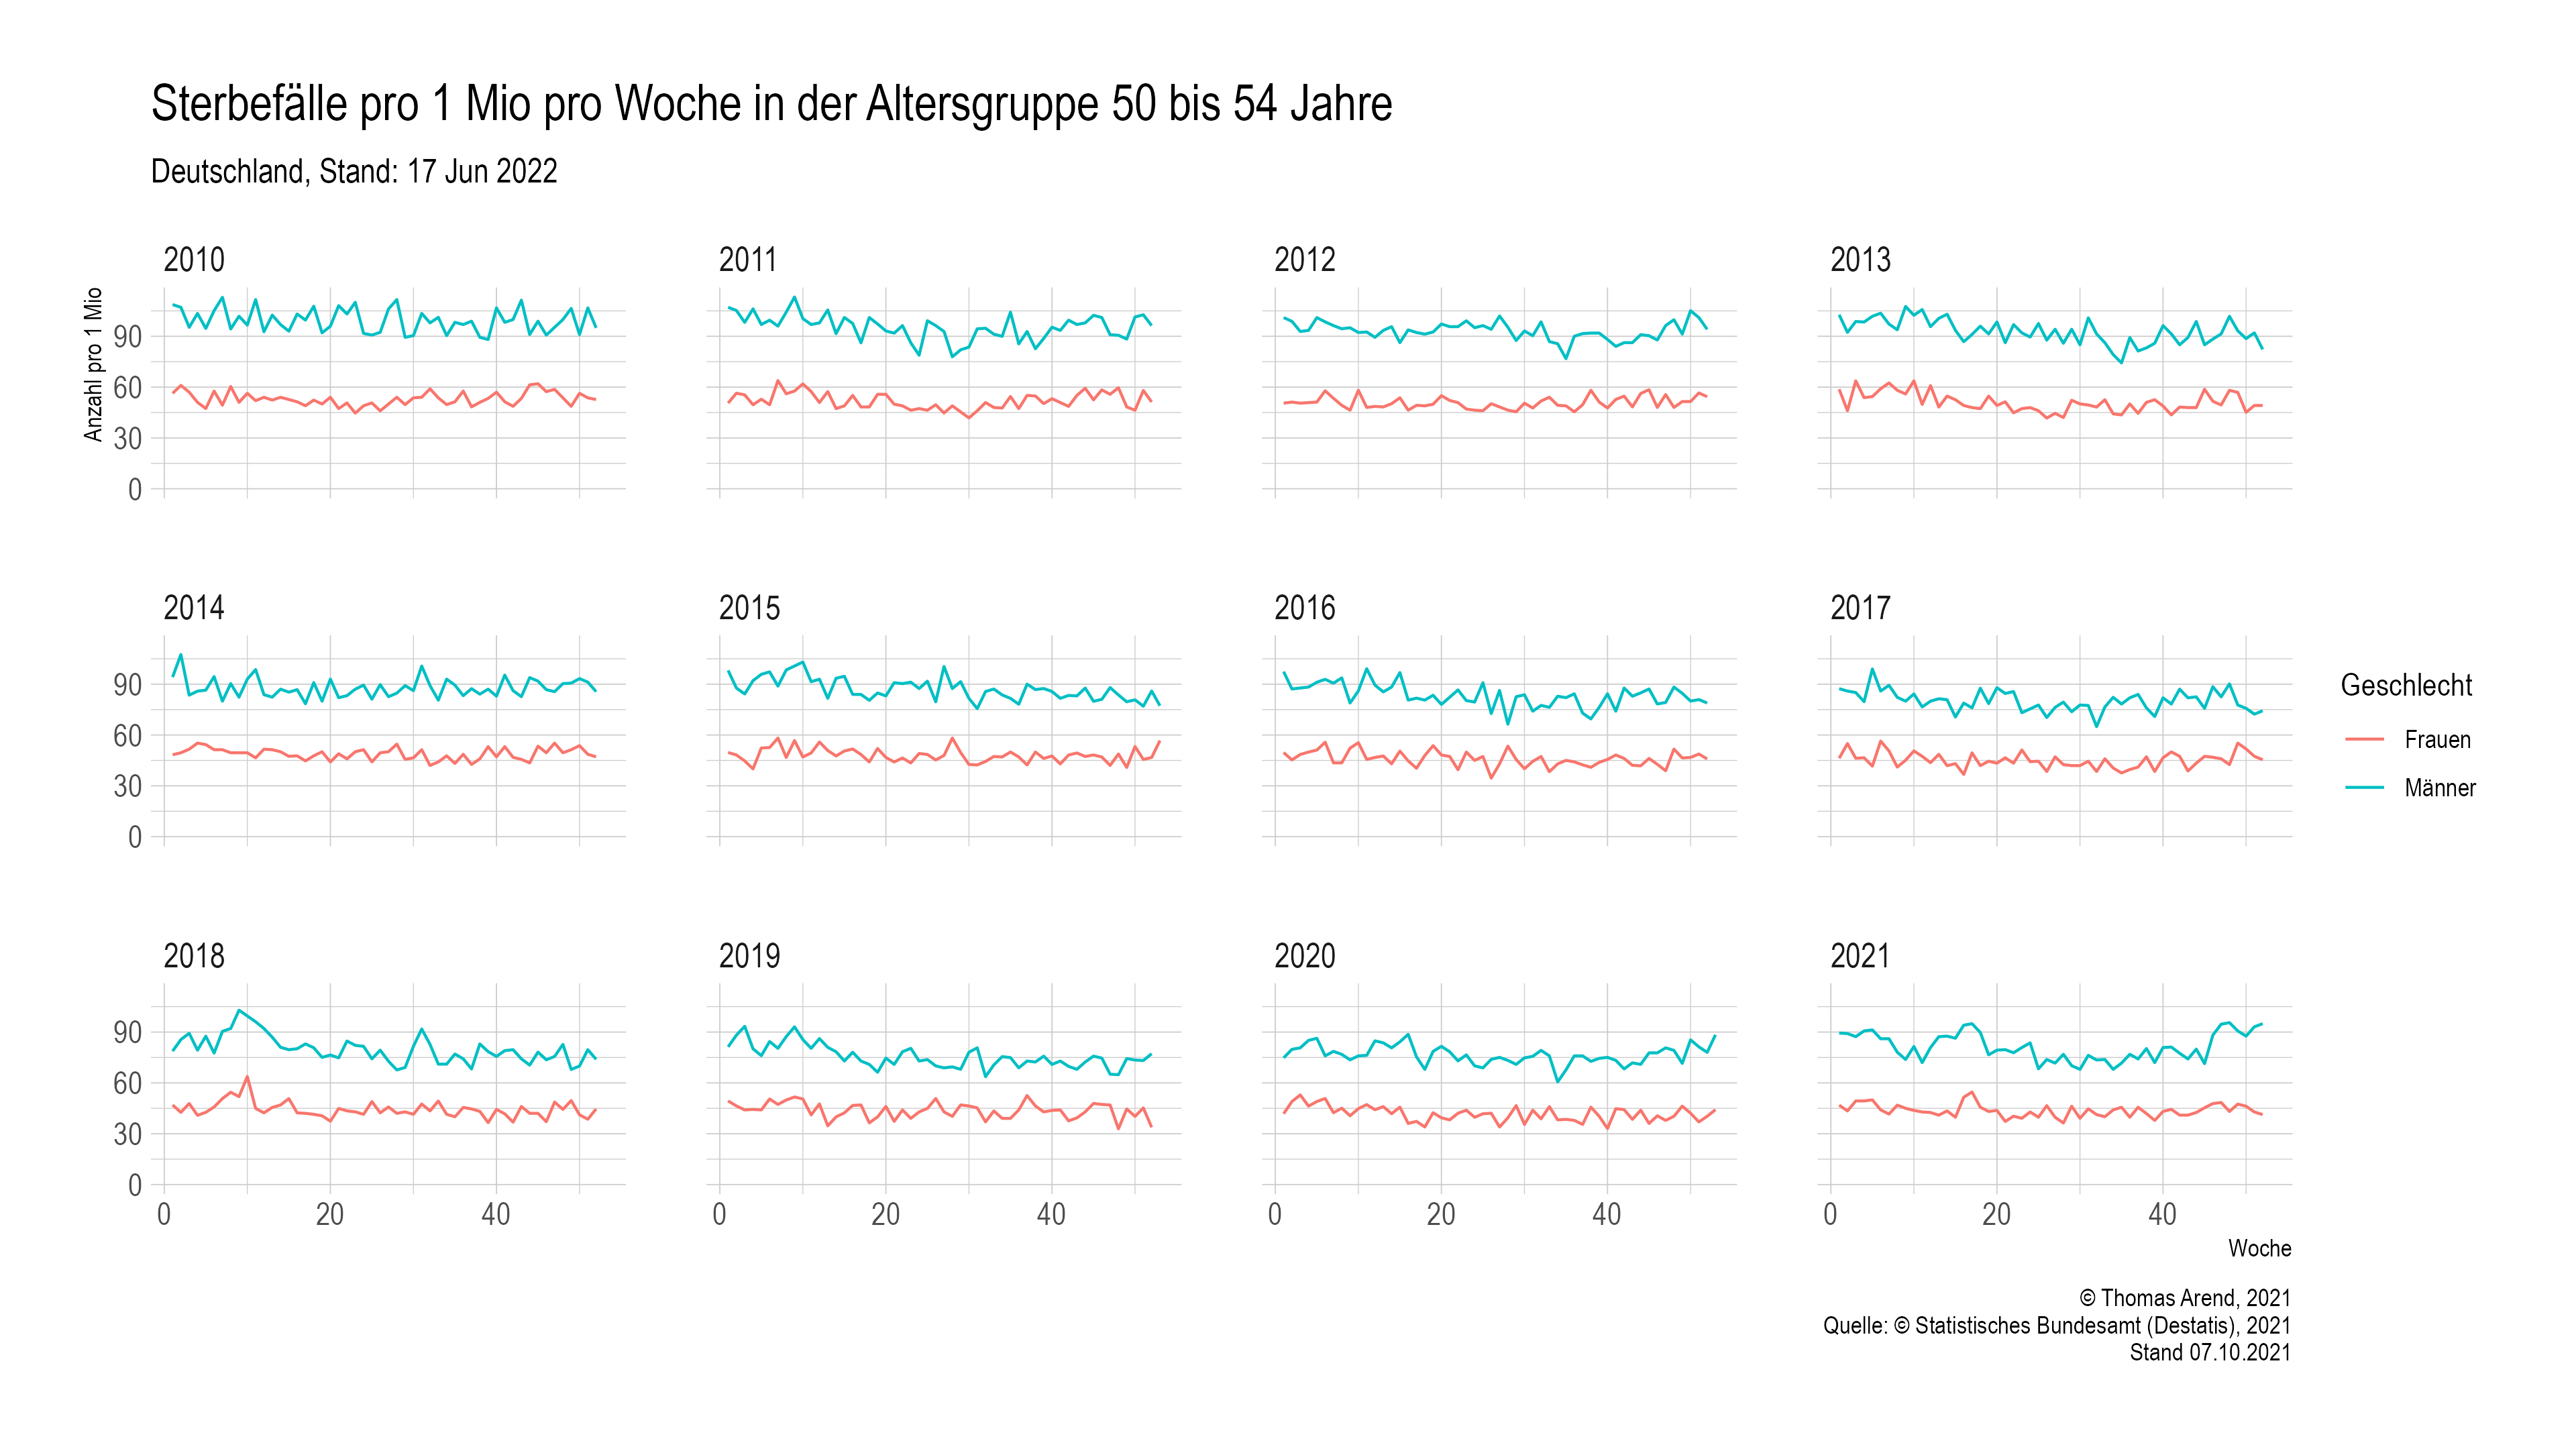 Sterbefälle pro 1 Mio pro Woche in der Altersgruppe 50 bis 54 Jahre
Deutschland, Stand: 17 Jun 2022
2010
2011
2012
2013
Anzahl pro 1 Mio
90
60
30
0
2014
2015
2016
2017
90
60
30
0
Geschlecht
Frauen
Männer
2018
2019
2020
2021
90
60
30
0
0 20 40
0 20 40
0 20 40
0 20 40
Woche
© Thomas Arend, 2021
Quelle: © Statistisches Bundesamt (Destatis), 2021
Stand 07.10.2021